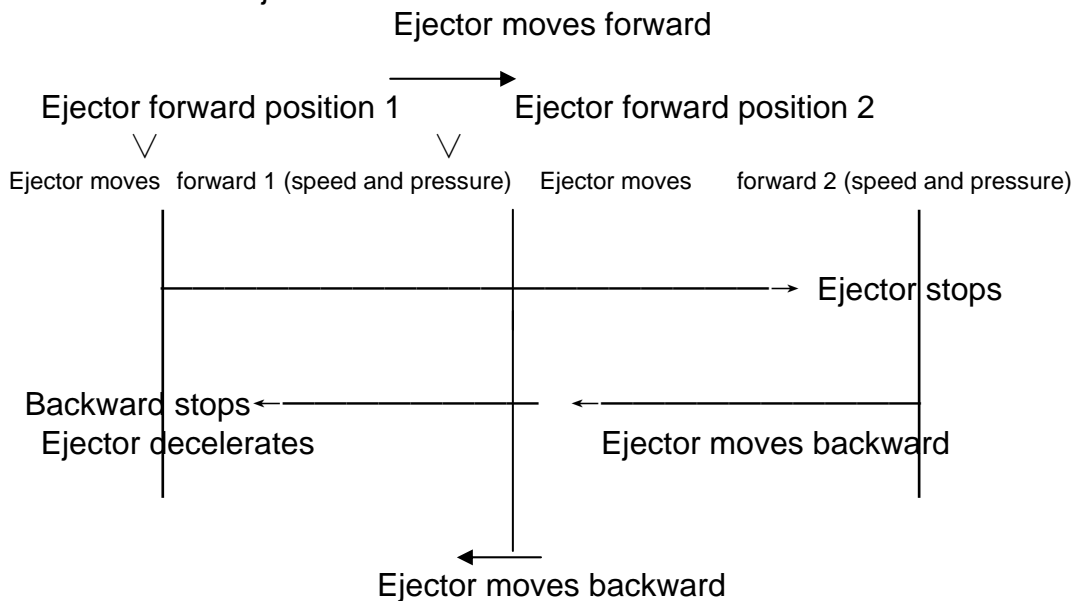 Ejector moves forward
Ejector forward position 1 Ejector forward position 2
Ejector moves forward 1 (speed and pressure) Ejector moves forward 2 (speed and pressure)
Ejector stops
Backward stops
Ejector decelerates Ejector moves backward
Ejector moves backward